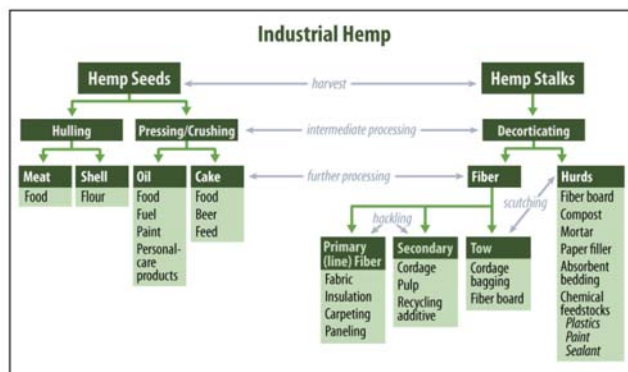 Industrial Hemp
Hemp Seeds
harvest
Hemp Stalks
Hulling
Pressing/Crushing
intermediate processing
Decorticating
Meat
Food
Shell
Flour
Oil
Food
Fuel
Paint
Personal-
care
products
Cake
Food
Beer
Feed
further processing
Fiber
scutching
Hurds
Fiber board
Compost
Mortar
Paper filler
Absorbent
bedding
Chemical
feedstocks
Plastics
Paint
Sealant
hackling
Primary
(line) Fiber
Fabric
Insulation
Carpeting
Paneling
Secondary
Cordage
Pulp
Recycling
additive
Tow
Cordage
bagging
Fiber board